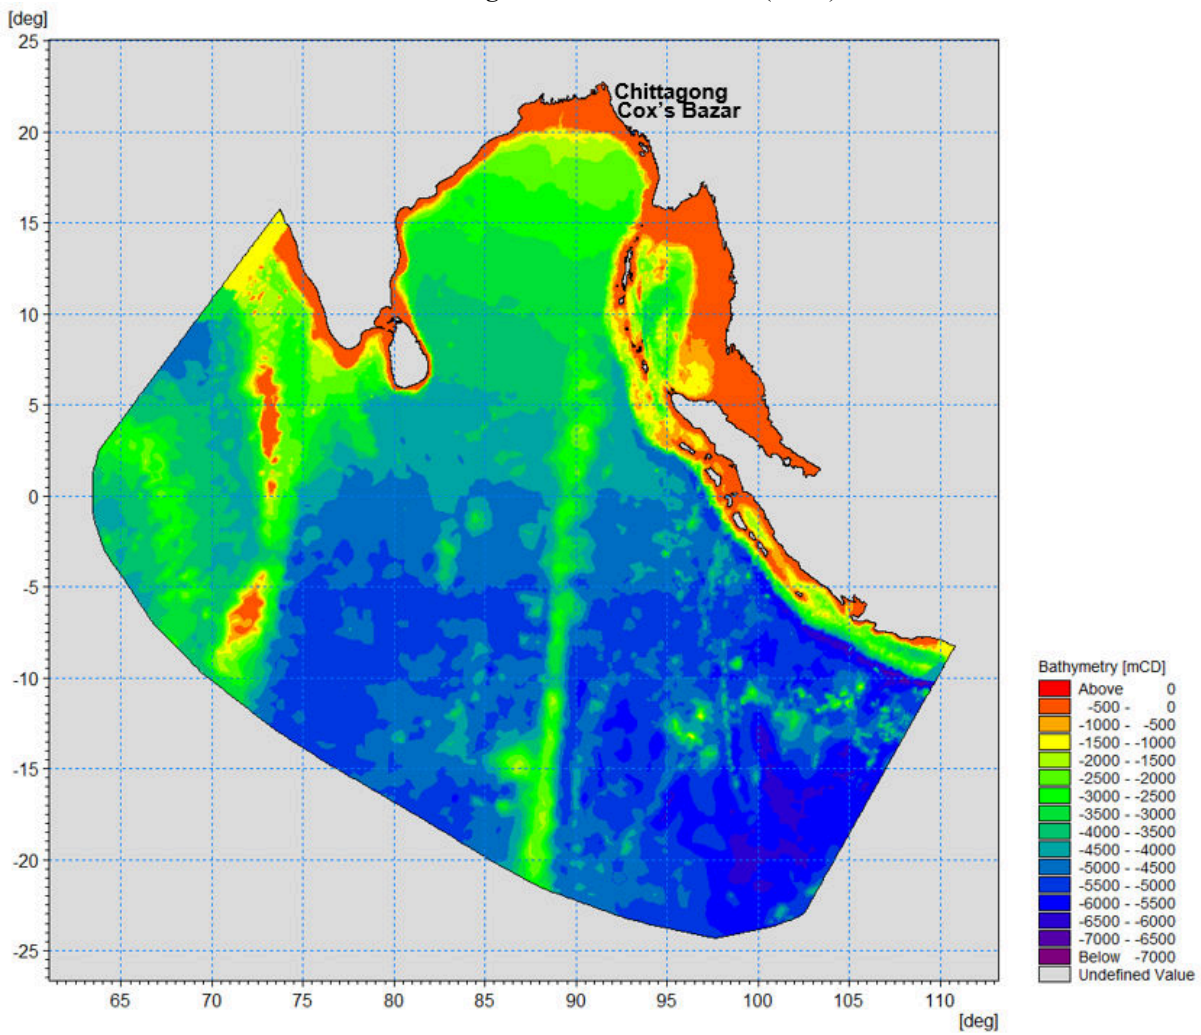 [deg]
25
20
15
10
5
0
-5
-10
-15
-20
-25
Chittagong
Cox's Bazar
65 70 75 80 85 90 95 100 105 110
[deg]
Bathymetry [mCD]
Above 0
-500 - 0
-1000 - -500
-1500 - -1000
-2000 - -1500
-2500 - -2000
-3000 - -2500
-3500 - -3000
-4000 - -3500
-4500 - -4000
-5000 - -4500
-5500 - -5000
-6000 - -5500
-6500 - -6000
-7000 - -6500
Below -7000
Undefined Value